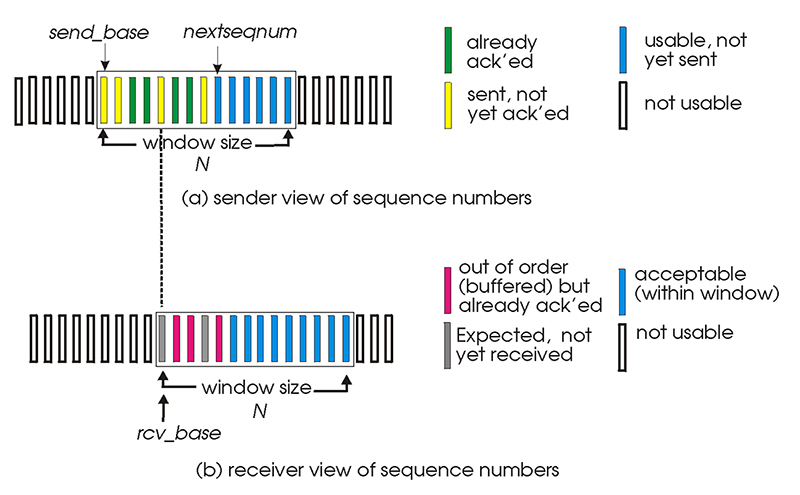 send_base
nextseqnum
already
ack'ed
usable, not
yet sent
sent, not
yet ack'ed
not usable
window size
N
(a) sender view of sequence numbers
out of order
(buffered) but
already ack'ed
acceptable
(within window)
Expected, not
yet received
not usable
window size
N
rcv_base
(b) receiver view of sequence numbers